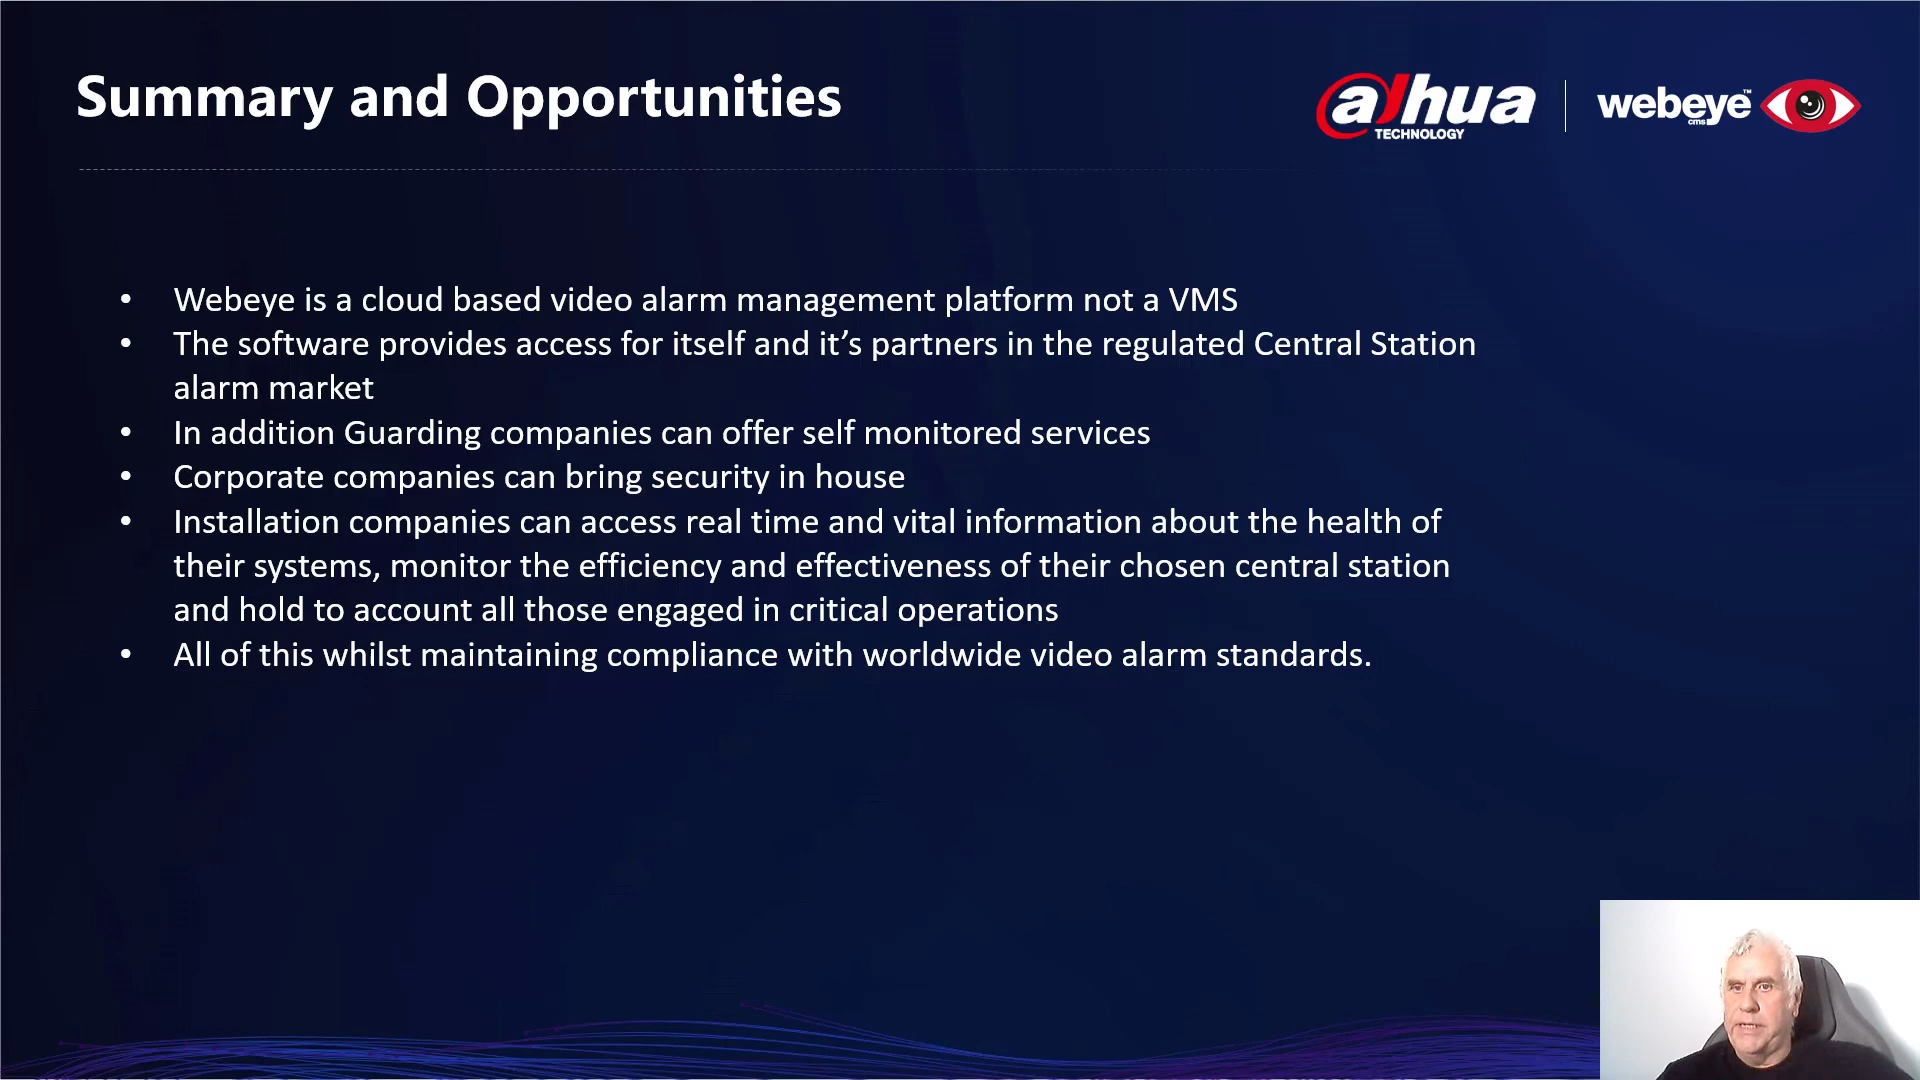 Summary and Opportunities
alhua
TECHNOLOGY
webeye™
cms
• Webeye is a cloud based video alarm management platform not a VMS
• The software provides access for itself and it’s partners in the regulated Central Station
alarm market
• In addition Guarding companies can offer self monitored services
• Corporate companies can bring security in house
• Installation companies can access real time and vital information about the health of
their systems, monitor the efficiency and effectiveness of their chosen central station
and hold to account all those engaged in critical operations
• All of this whilst maintaining compliance with worldwide video alarm standards.